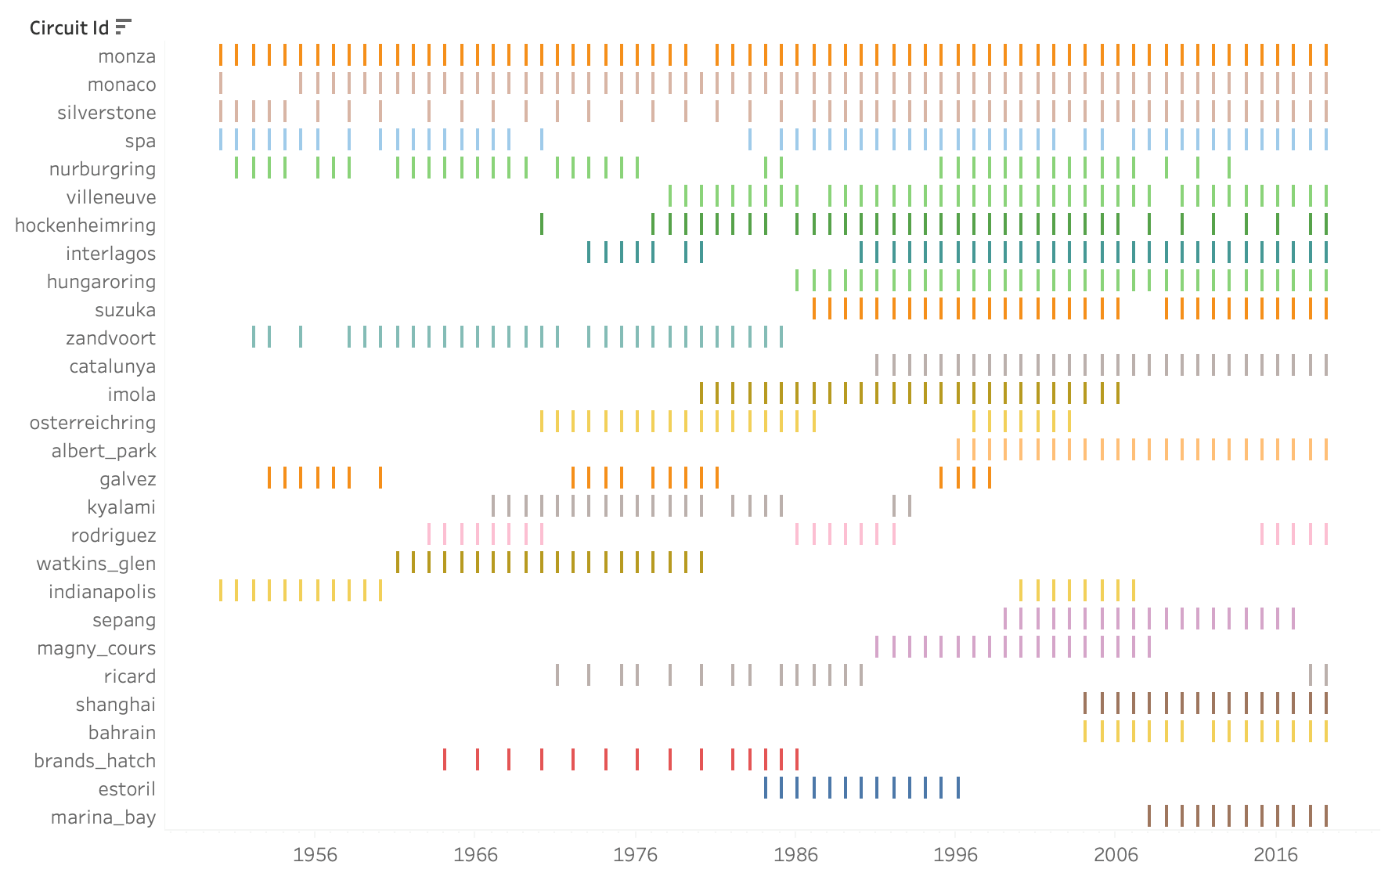 Circuit Id
monza
monaco
silverstone
spa
nurburgring
villeneuve
hockenheimring
interlagos
hungaroring
suzuka
zandvoort
catalunya
imola
osterreichring
albert_park
galvez
kyalami
rodriguez
watkins_glen
indianapolis
sepang
magny_cours
ricard
shanghai
bahrain
brands_hatch
estoril
marina_bay
1956 1966 1976 1986 1996 2006 2016